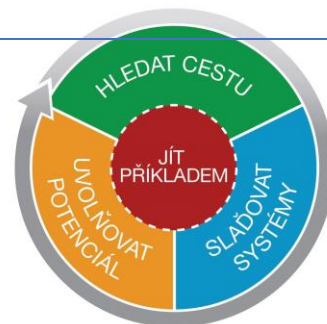 HLEDAT CESTU
JÍT
PŘÍKLADEM
SLAĎOVAT
SYSTÉMY
UVOLŇOVAT
POTENCIÁL